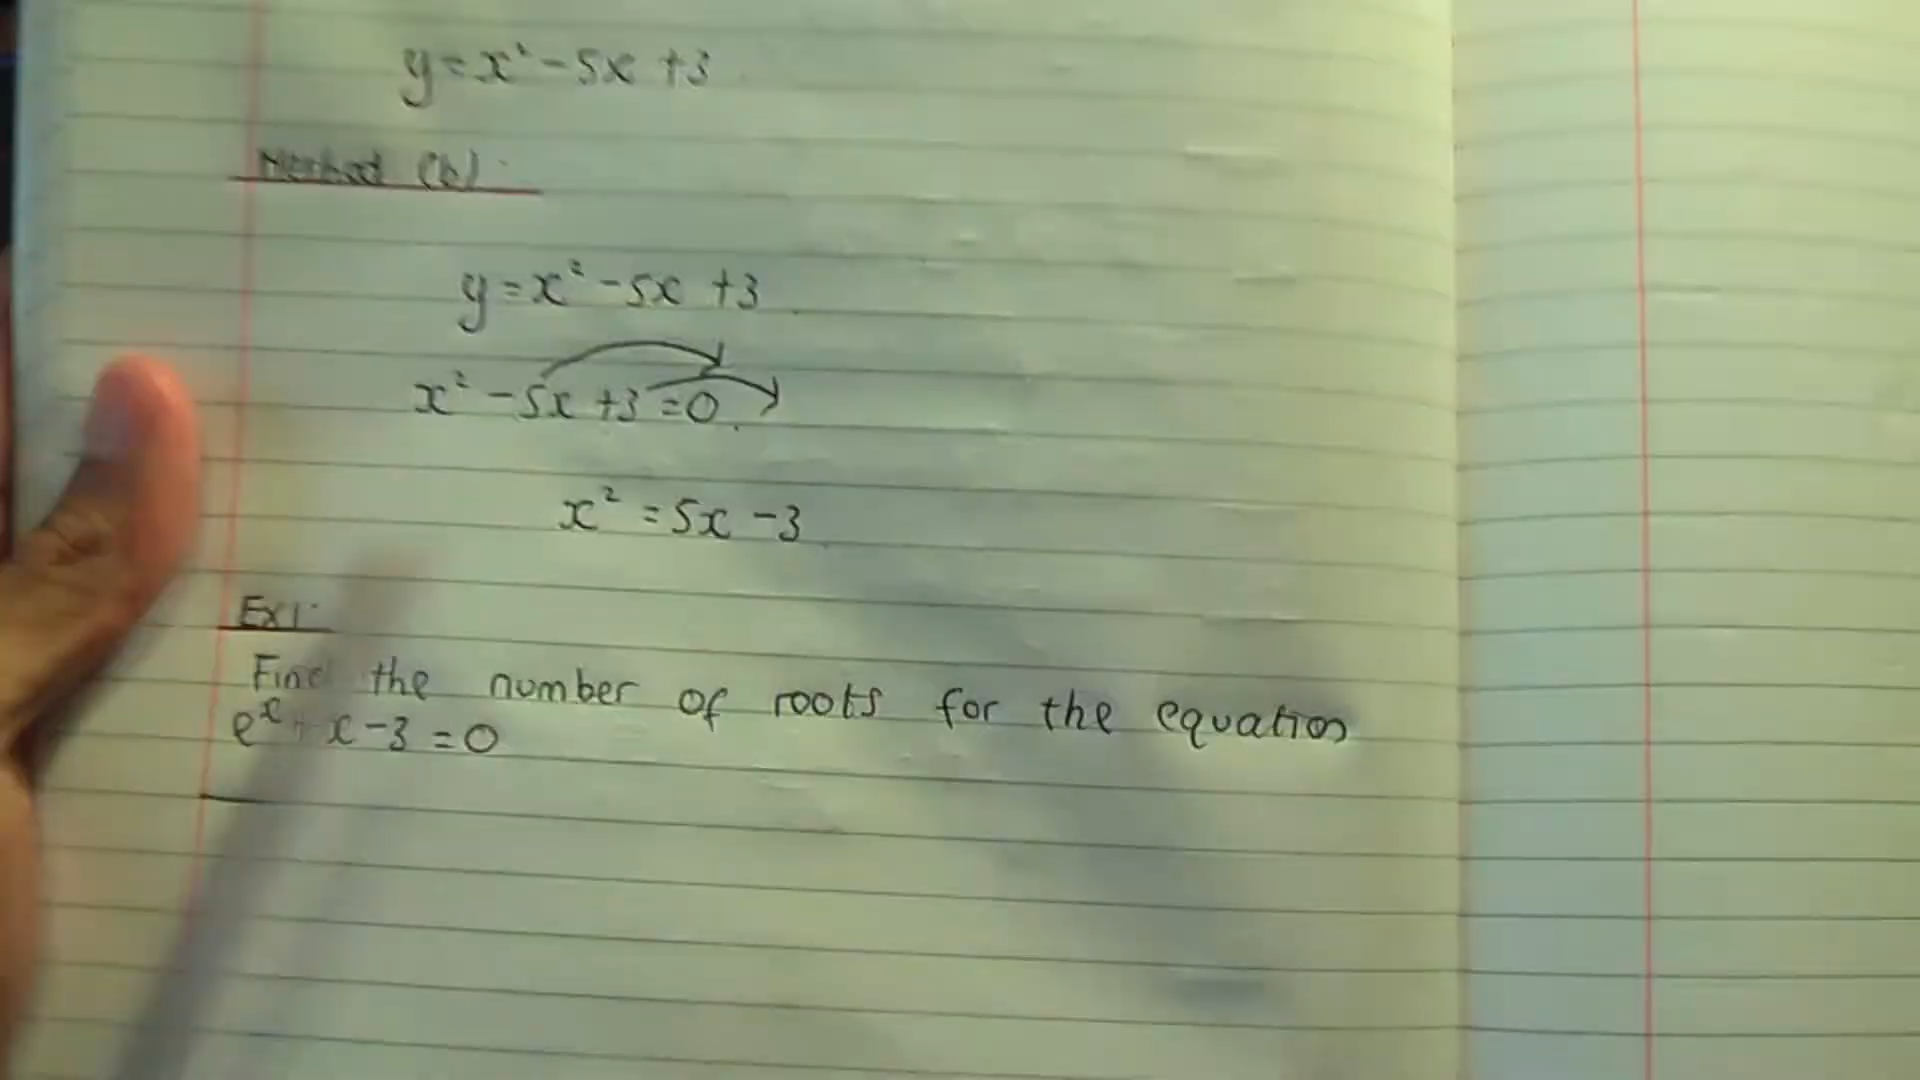 y = x² - 5x + 3
Method (b):
y = x² - 5x + 3
x² - 5x + 3 = 0
x² = 5x - 3
Ex1:
Find the number of roots for the equation
eˣ + x - 3 = 0